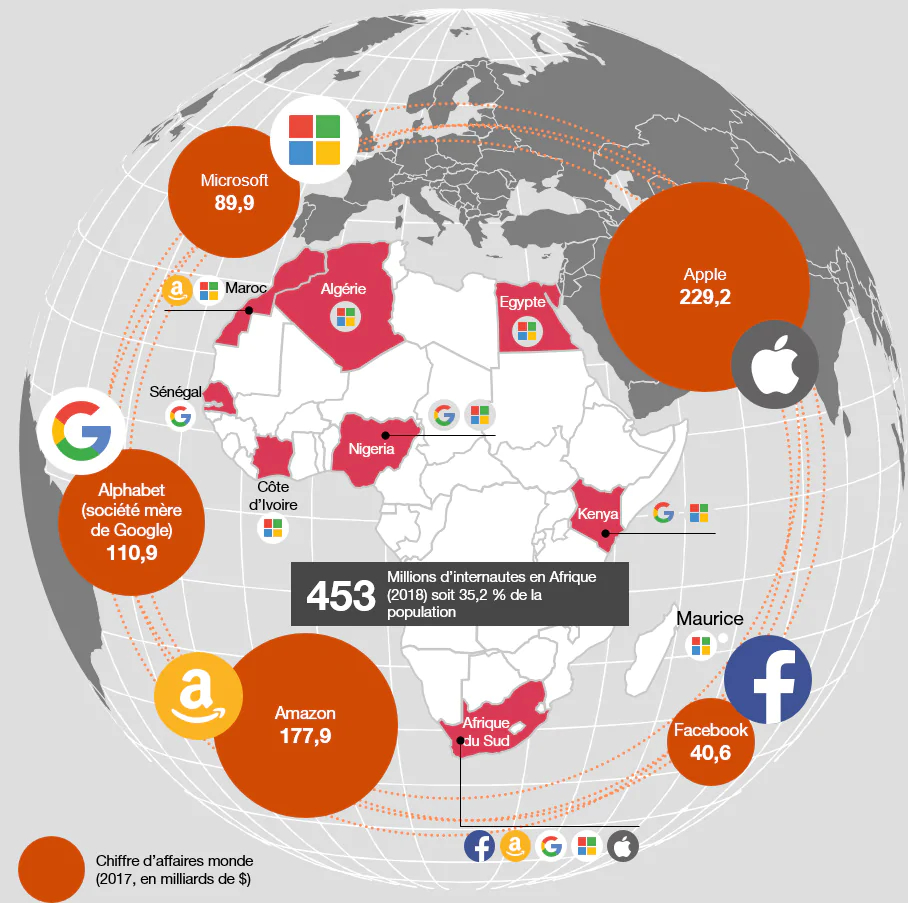 Microsoft
89,9
Apple
229,2
Maroc
Algérie
Egypte
Sénégal
Nigeria
Côte
d’Ivoire
Kenya
Alphabet
(société mère
de Google)
110,9
453
Millions d’internautes en Afrique
(2018) soit 35,2 % de la
population
Maurice
Amazon
177,9
Afrique
du Sud
Facebook
40,6
Chiffre d’affaires monde
(2017, en milliards de $)